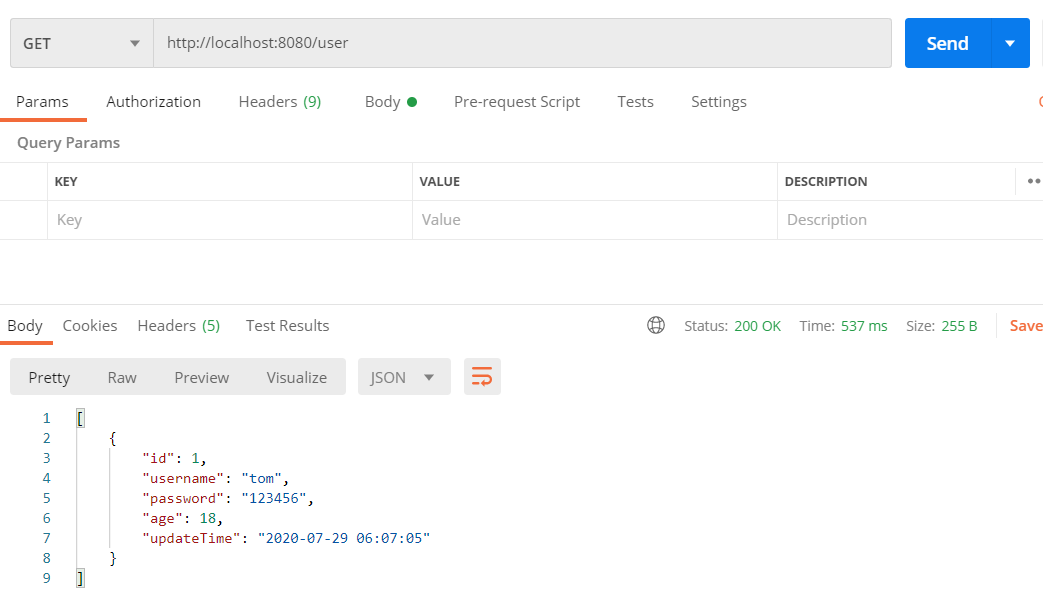 GET http://localhost:8080/user Send
Params Authorization Headers (9) Body Pre-request Script Tests Settings
Query Params
KEY VALUE DESCRIPTION
Key Value Description
Body Cookies Headers (5) Test Results Status: 200 OK Time: 537 ms Size: 255 B Save
Pretty Raw Preview Visualize JSON
1 [
2 {
3 "id": 1,
4 "username": "tom",
5 "password": "123456",
6 "age": 18,
7 "updateTime": "2020-07-29 06:07:05"
8 }
9 ]